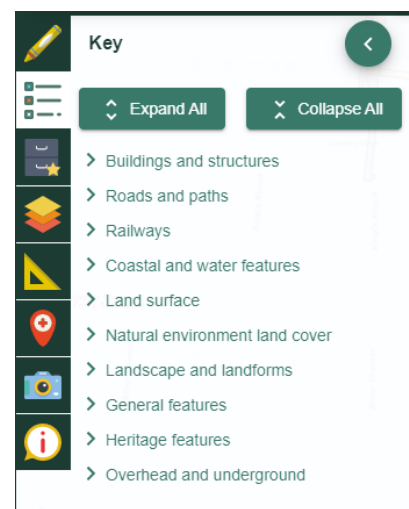 Key
Expand All
Collapse All
Buildings and structures
Roads and paths
Railways
Coastal and water features
Land surface
Natural environment land cover
Landscape and landforms
General features
Heritage features
Overhead and underground